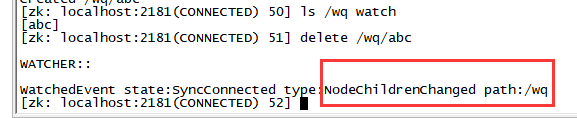 Created /wq/abc
[zk: localhost:2181(CONNECTED) 50] ls /wq watch
[abc]
[zk: localhost:2181(CONNECTED) 51] delete /wq/abc
WATCHER::
WatchedEvent state:SyncConnected type:NodeChildrenChanged path:/wq
[zk: localhost:2181(CONNECTED) 52]